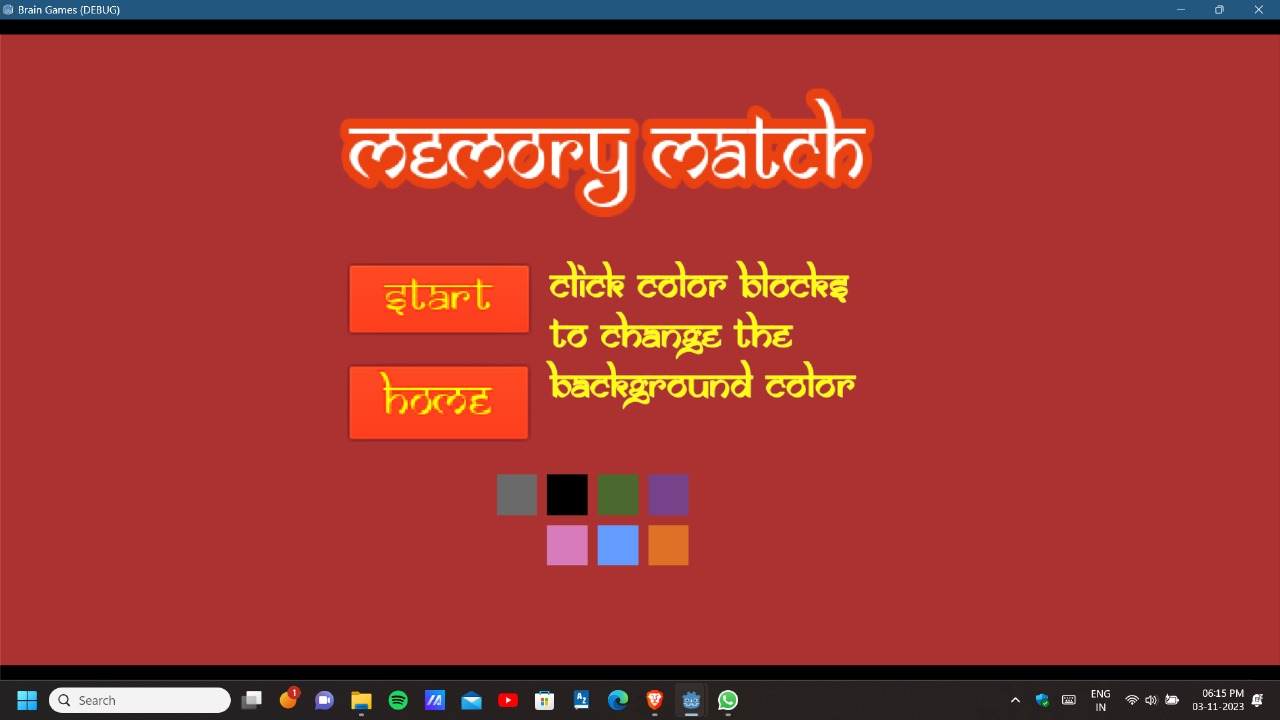 Brain Games (DEBUG)
memory match
start
click color blocks
to change the
background color
home
1
Search
ENG
IN
06:15 PM
03-11-2023